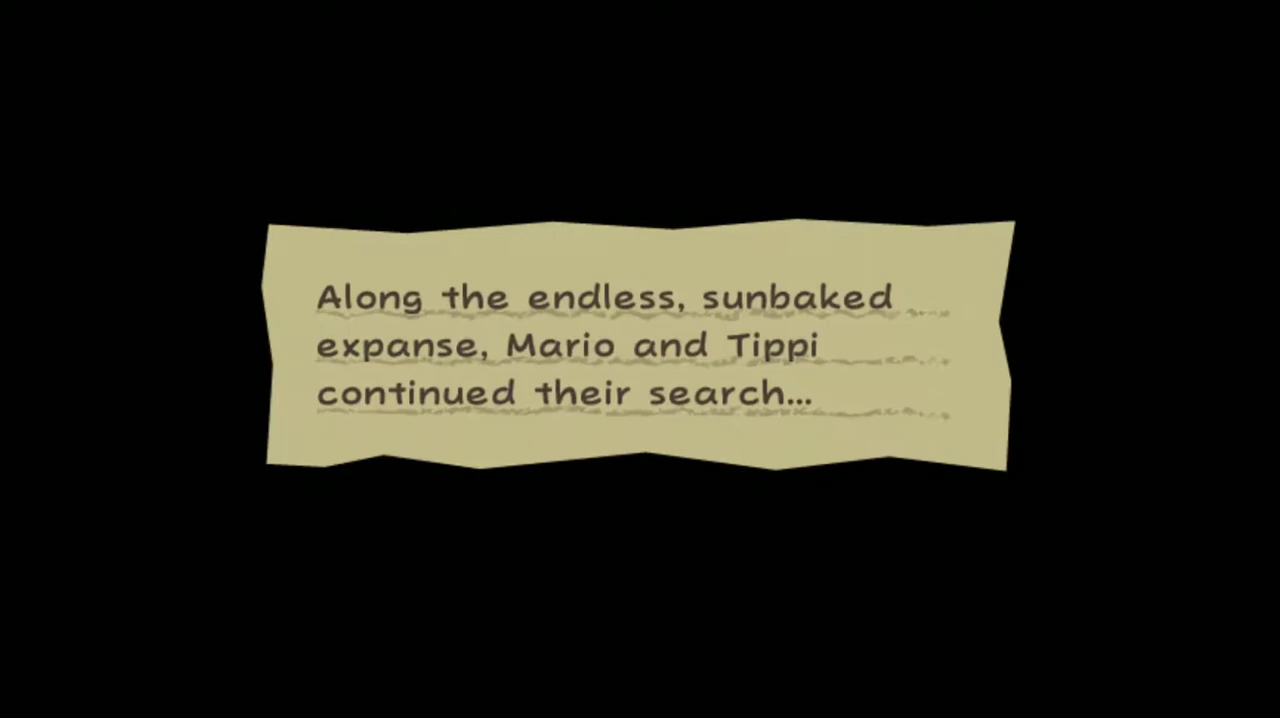 Along the endless, sunbaked
expanse, Mario and Tippi
continued their search...